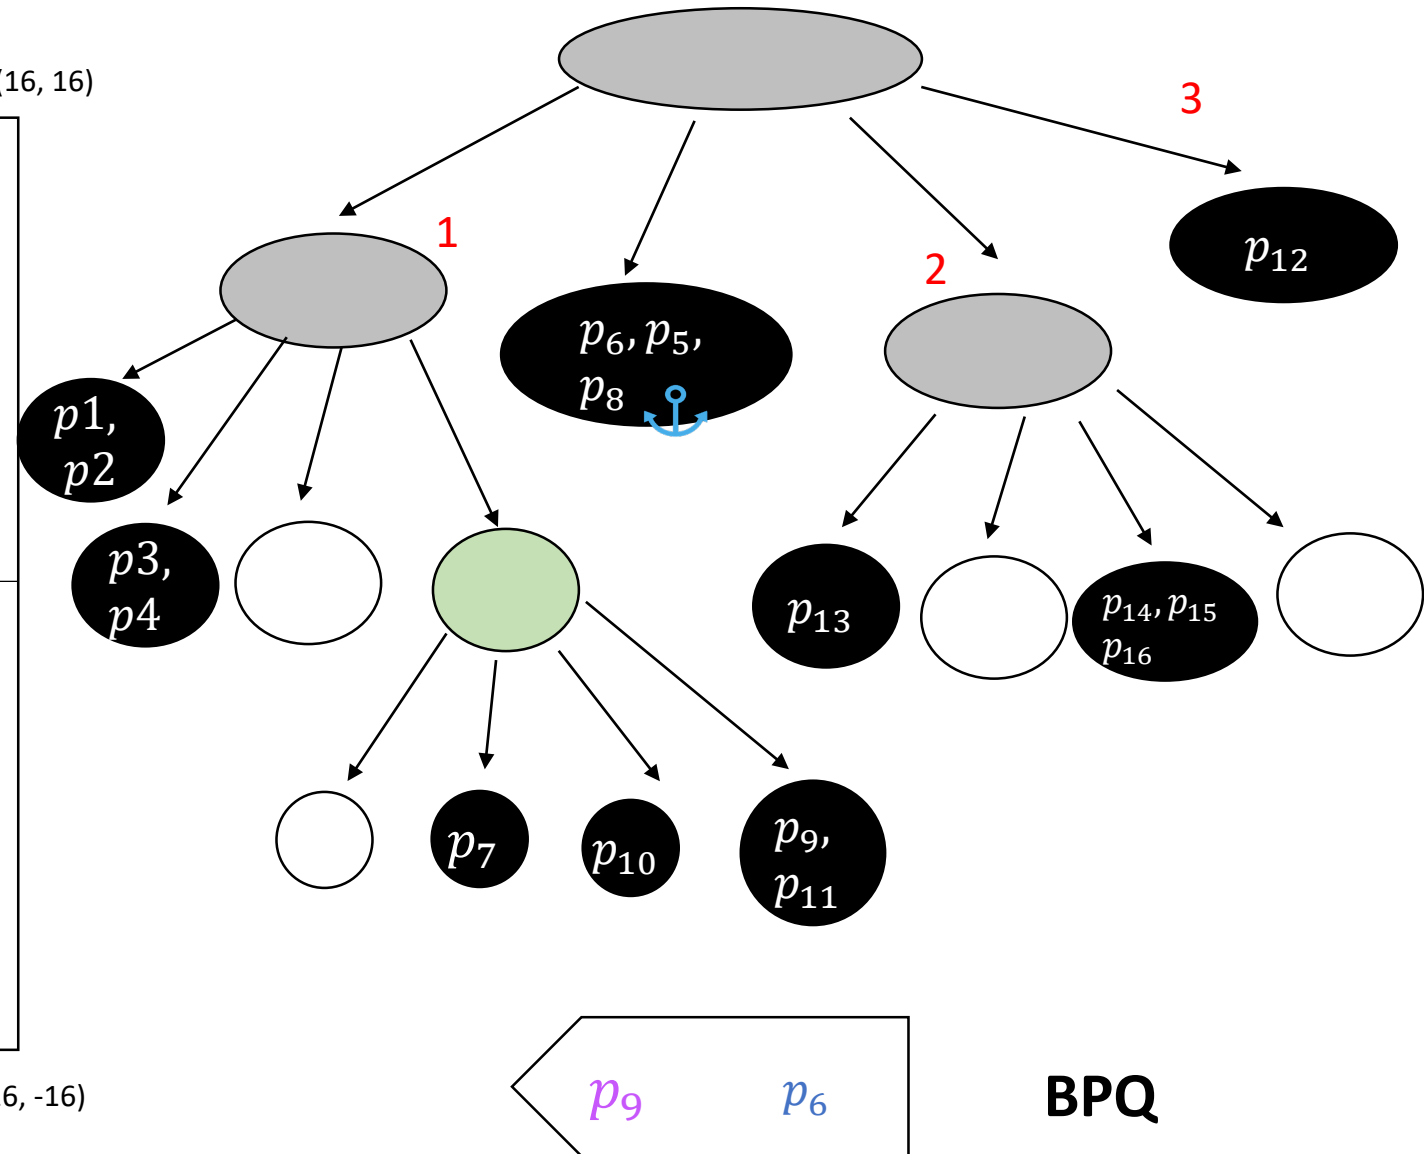 (16, 16)
3
1
2
p₁₂
p₆, p₅,
p₈
p1,
p2
p3,
p4
p₁₃
p₁₄, p₁₅
p₁₆
p₇
p₁₀
p₉,
p₁₁
6, -16)
p₉ p₆
BPQ